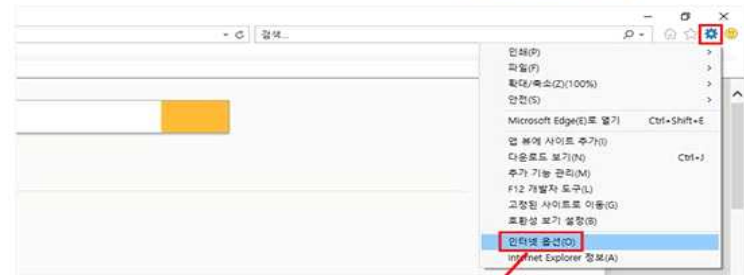 검색...
인쇄(P)
파일(F)
확대/축소(Z)(100%)
안전(S)
Microsoft Edge(E)로 열기 Ctrl+Shift+E
앱 뷰에 사이트 추가(I)
다운로드 보기(N) Ctrl+J
추가 기능 관리(M)
F12 개발자 도구(L)
고정된 사이트로 이동(G)
호환성 보기 설정(B)
인터넷 옵션(O)
Internet Explorer 정보(A)